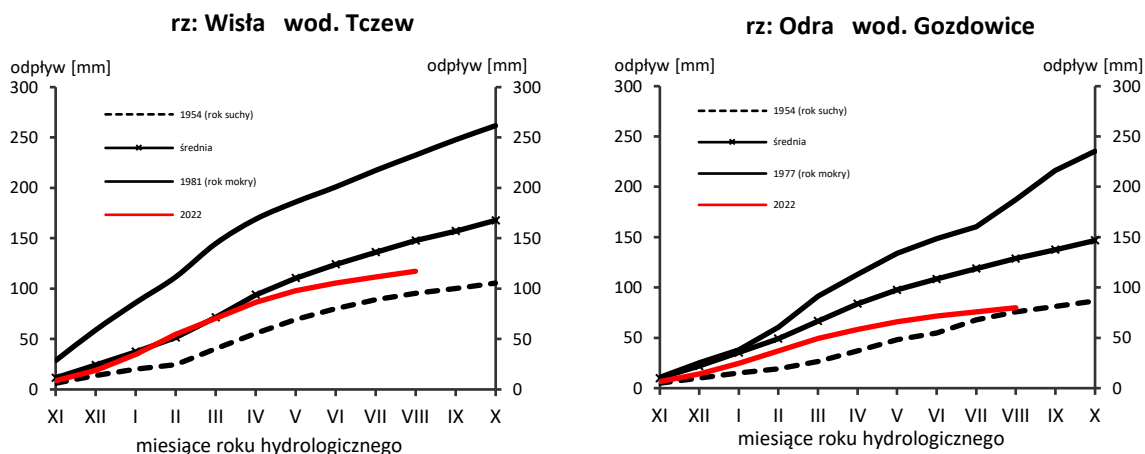 rz: Wisła wod. Tczew
odpływ [mm] odpływ [mm]
300 300
250 250
200 200
150 150
100 100
50 50
0 0
1954 (rok suchy)
średnia
1981 (rok mokry)
2022
XI XII I II III IV V VI VII VIII IX X
miesiące roku hydrologicznego
rz: Odra wod. Gozdowice
odpływ [mm] odpływ [mm]
300 300
250 250
200 200
150 150
100 100
50 50
0 0
1954 (rok suchy)
średnia
1977 (rok mokry)
2022
XI XII I II III IV V VI VII VIII IX X
miesiące roku hydrologicznego